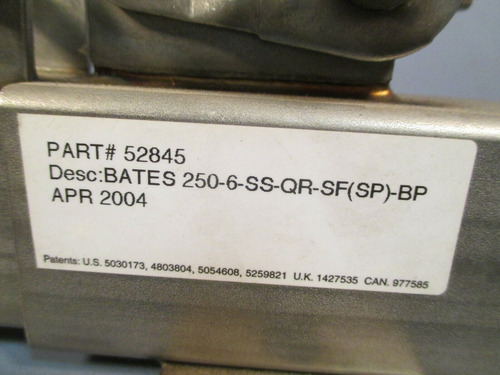 PART# 52845
Desc:BATES 250-6-SS-QR-SF(SP)-BP
APR 2004
Patents: U.S. 5030173, 4803804, 5054608, 5259821 U.K. 1427535 CAN. 977585